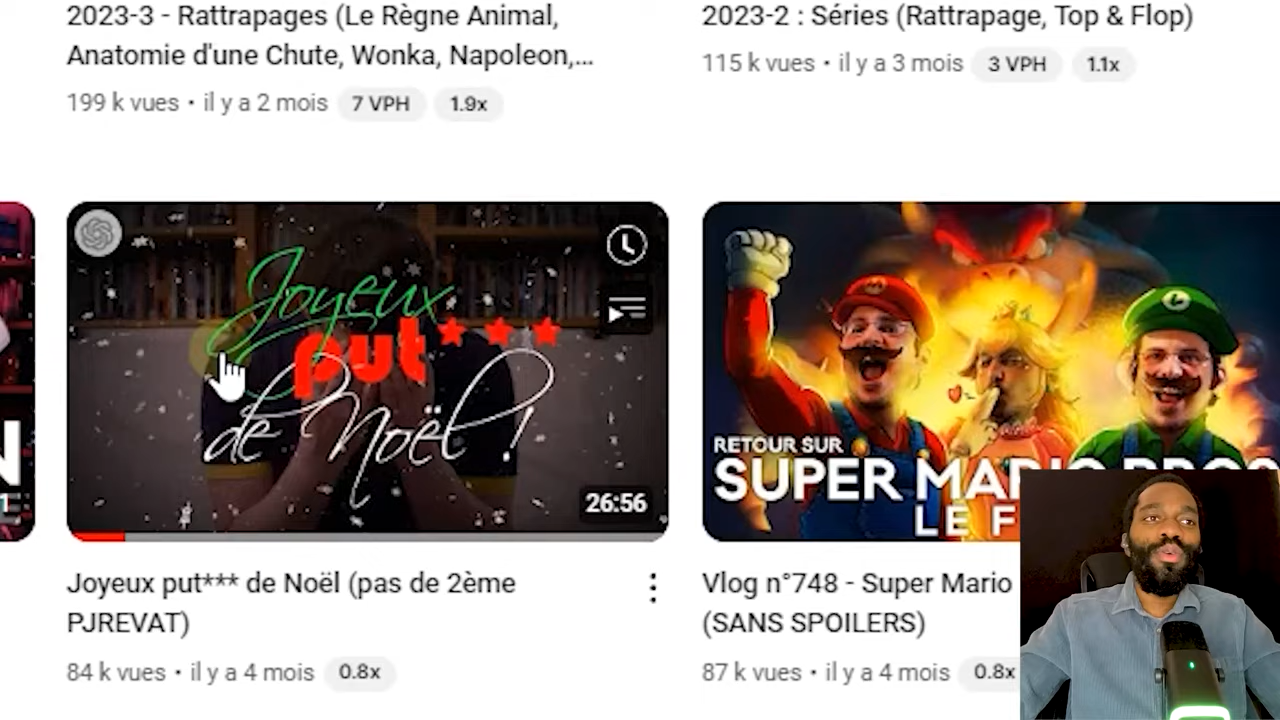 2023-3 - Rattrapages (Le Règne Animal,
Anatomie d'une Chute, Wonka, Napoleon,...
199 k vues • il y a 2 mois 7 VPH 1.9x
2023-2 : Séries (Rattrapage, Top & Flop)
115 k vues • il y a 3 mois 3 VPH 1.1x
N
Joyeux
put***
de Noël !
26:56
RETOUR SUR
SUPER MARIO BROS
LE F
L
Joyeux put*** de Noël (pas de 2ème
PJREVAT)
84 k vues • il y a 4 mois 0.8x
Vlog n°748 - Super Mario
(SANS SPOILERS)
87 k vues • il y a 4 mois 0.8x